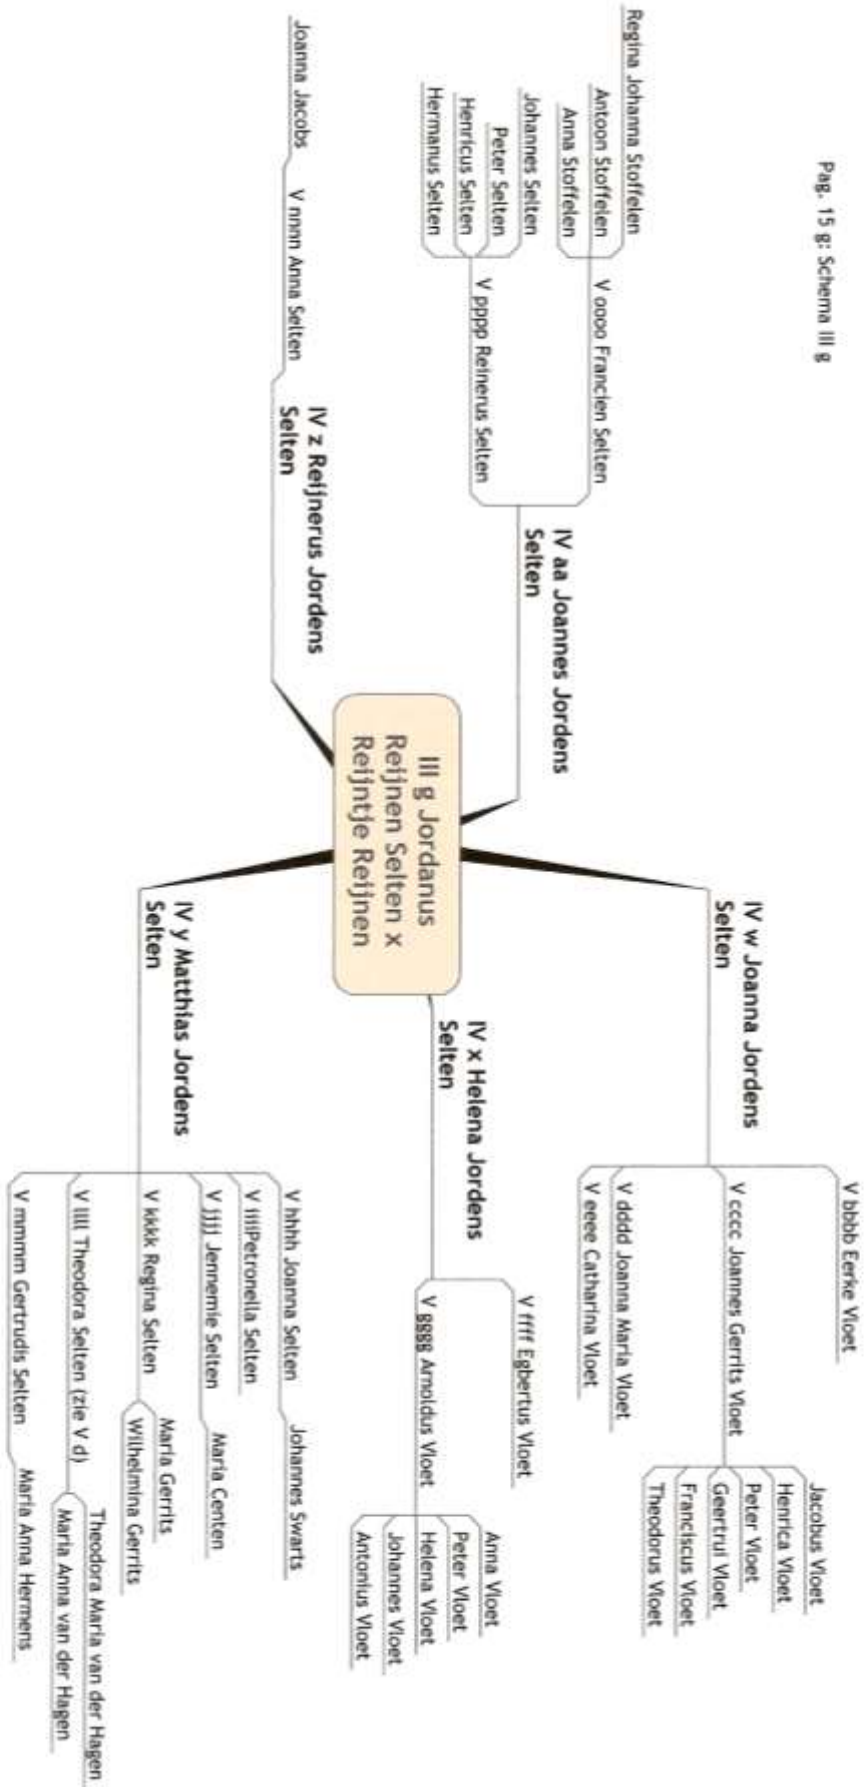 Pag. 15 g: Schema III g
III g Jordanus
Reijnen Selten x
Reijntje Reijnen
IV w Joanna Jordens
Selten
V bbbb Eerke Vloet
V cccc Joannes Gerrits Vloet
Jacobus Vloet
Henrica Vloet
Peter Vloet
Geertrui Vloet
Franciscus Vloet
Theodorus Vloet
V dddd Joanna Maria Vloet
V eeee Catharina Vloet
IV x Helena Jordens
Selten
V ffff Egbertus Vloet
V gggg Arnoldus Vloet
Anna Vloet
Peter Vloet
Helena Vloet
Johannes Vloet
Antonius Vloet
IV y Matthias Jordens
Selten
V hhhh Joanna Selten
Johannes Swarts
V iiiiPetronella Selten
V jjjj Jennemie Selten
Maria Centen
V kkkk Regina Selten
Maria Gerrits
Wilhelmina Gerrits
V llll Theodora Selten (zie V d)
Theodora Maria van der Hagen
Maria Anna van der Hagen
V mmmm Gertrudis Selten
Maria Anna Hermens
IV z Reijnerus Jordens
Selten
V nnnn Anna Selten
Joanna Jacobs
IV aa Joannes Jordens
Selten
V oooo Francien Selten
Regina Johanna Stoffelen
Antoon Stoffelen
Anna Stoffelen
V pppp Reinerus Selten
Johannes Selten
Peter Selten
Henricus Selten
Hermanus Selten